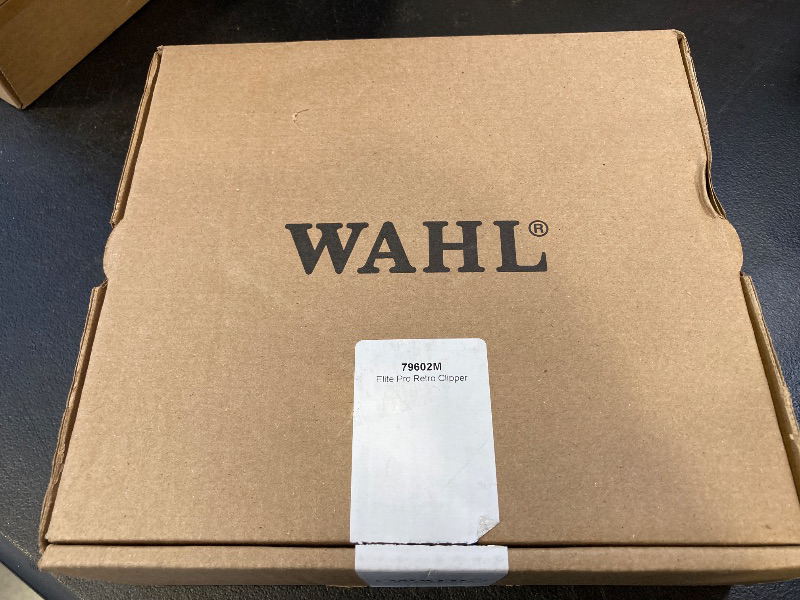 WAHL®
79602M
Elite Pro Retro Clipper